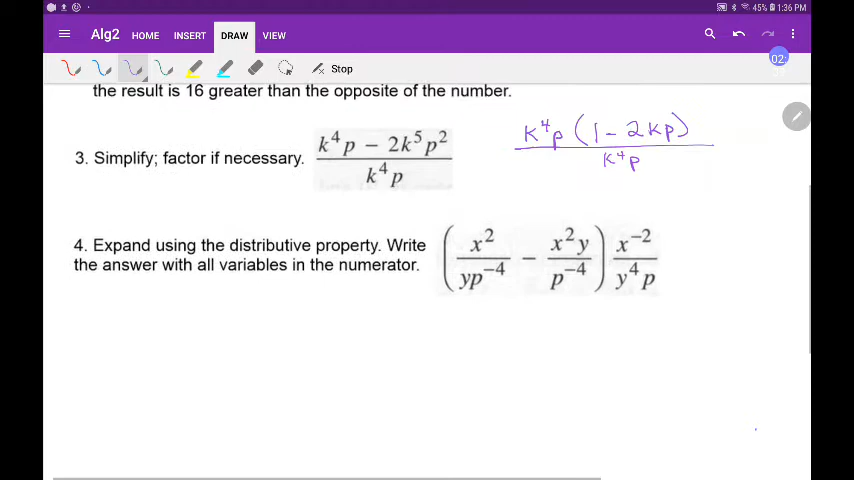 45% 1:36 PM
Alg2 HOME INSERT DRAW VIEW
02:
Stop
the result is 16 greater than the opposite of the number.
3. Simplify; factor if necessary. (k⁴p − 2k⁵p²)/(k⁴p)
k⁴p (1 − 2kp)/(k⁴p)
4. Expand using the distributive property. Write
the answer with all variables in the numerator.
(x²/(yp⁻⁴) − x²y/p⁻⁴) x⁻²/(y⁴p)